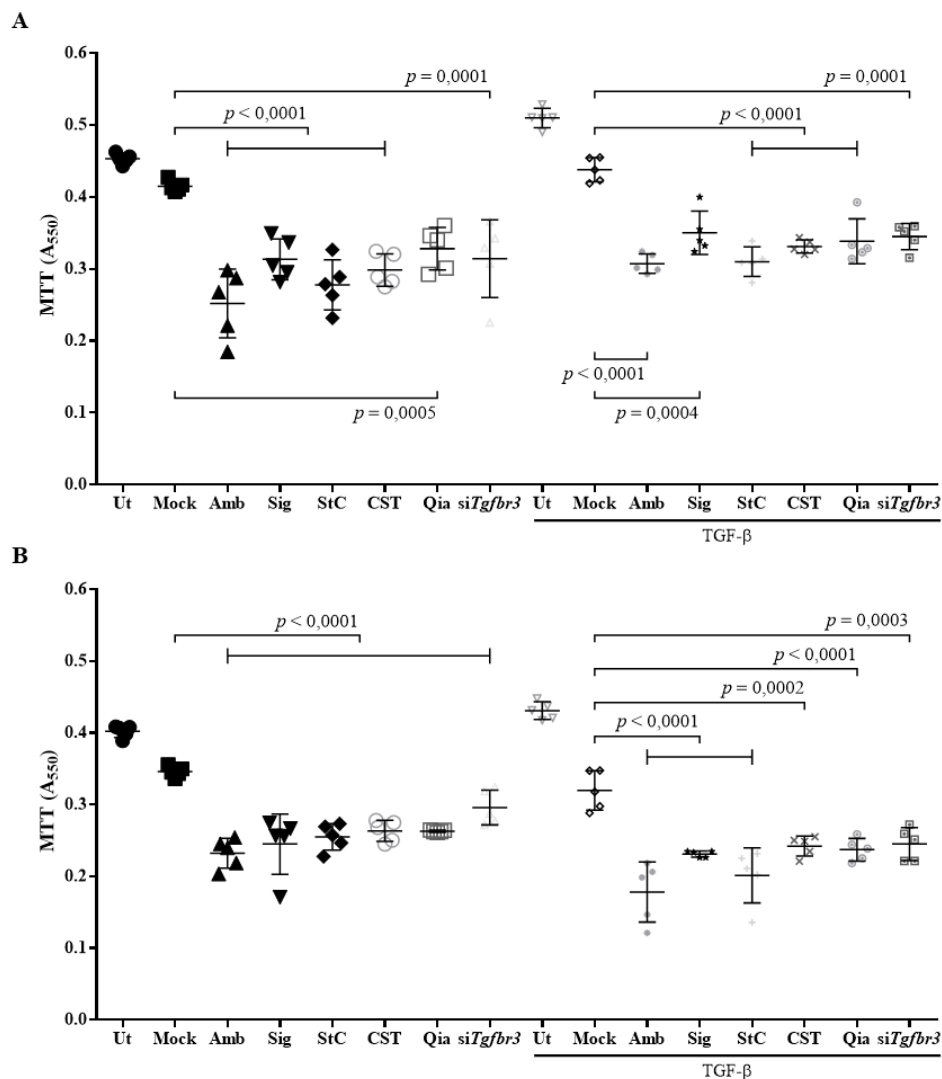 A
0.6
p = 0,0001
p = 0,0001
p < 0,0001
p < 0,0001
0.5
0.4
MTT (A550)
0.3
0.2
p < 0,0001
p = 0,0005
p = 0,0004
0.1
0.0
Ut Mock Amb Sig StC CST Qia siTgfbr3 Ut Mock Amb Sig StC CST Qia siTgfbr3
TGF-β
B
0.6
p < 0,0001
p = 0,0003
0.5
p < 0,0001
p = 0,0002
p < 0,0001
0.4
MTT (A550)
0.3
0.2
0.1
0.0
Ut Mock Amb Sig StC CST Qia siTgfbr3 Ut Mock Amb Sig StC CST Qia siTgfbr3
TGF-β